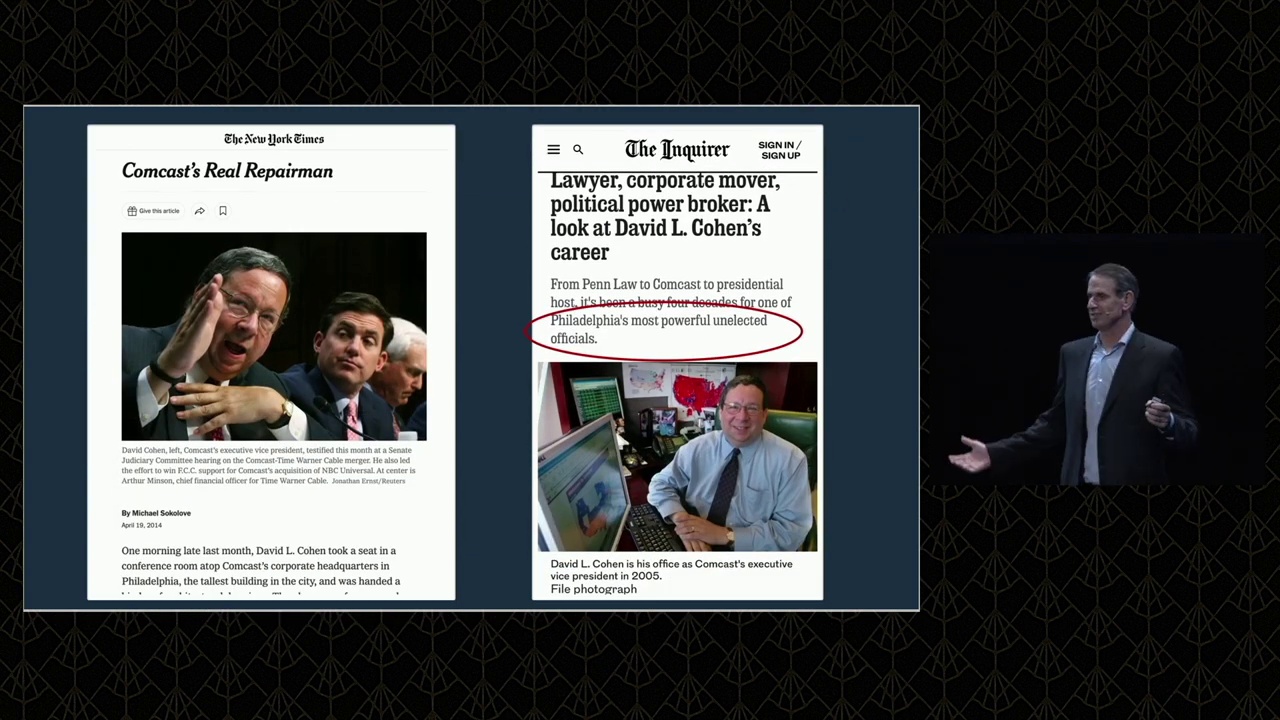 The New York Times
Comcast's Real Repairman
Give this article
David Cohen, left, Comcast's executive vice president, testified this month at a Senate
Judiciary Committee hearing on the Comcast-Time Warner Cable merger. He also led
the effort to win F.C.C. support for Comcast's acquisition of NBC Universal. At center is
Arthur Minson, chief financial officer for Time Warner Cable. Jonathan Ernst/Reuters
By Michael Sokolove
April 19, 2014
One morning late last month, David L. Cohen took a seat in a
conference room atop Comcast's corporate headquarters in
Philadelphia, the tallest building in the city, and was handed a
The Inquirer
SIGN IN /
SIGN UP
Lawyer, corporate mover,
political power broker: A
look at David L. Cohen's
career
From Penn Law to Comcast to presidential
host, it's been a busy four decades for one of
Philadelphia's most powerful unelected
officials.
David L. Cohen is his office as Comcast's executive
vice president in 2005.
File photograph